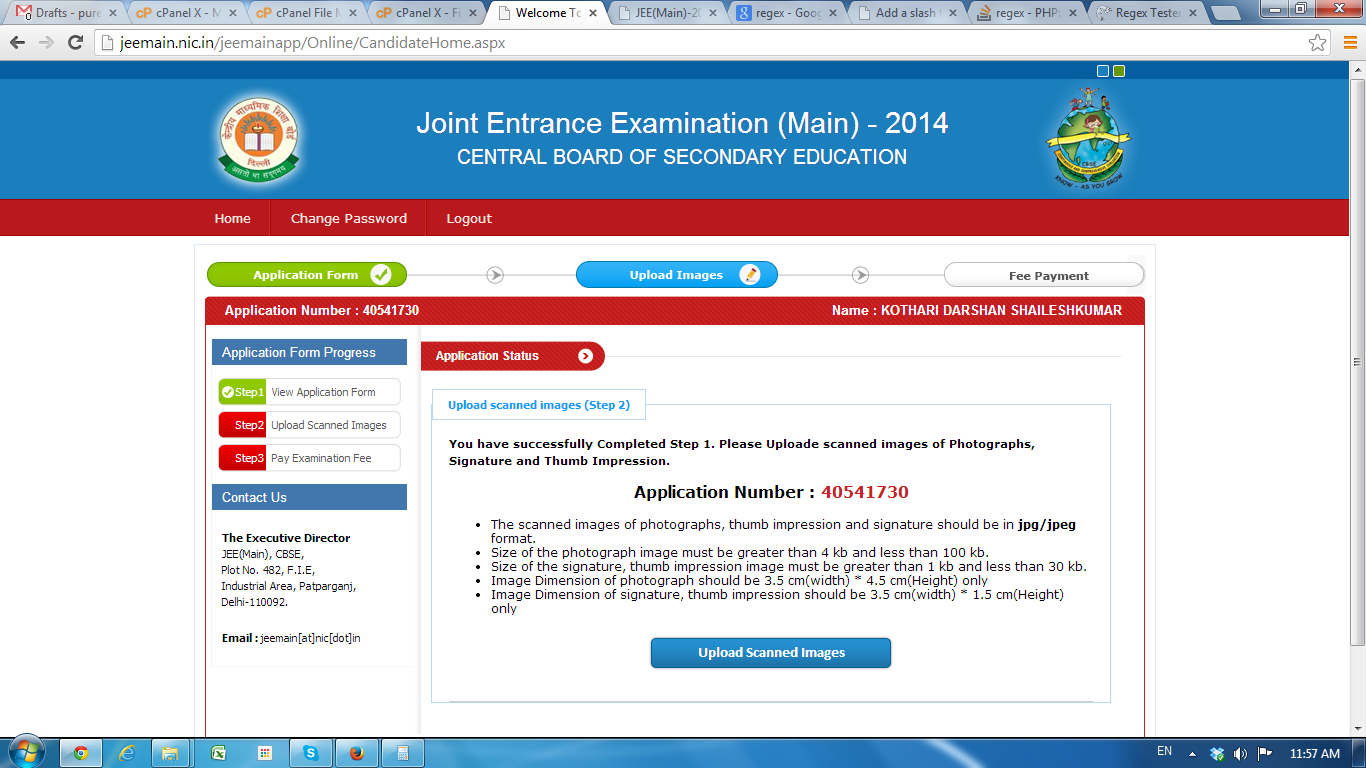 Drafts - pure
cPanel X - M
cPanel File M
cPanel X - Fi
Welcome To
JEE(Main)-20
regex - Goog
Add a slash
regex - PHP:
Regex Tester
jeemain.nic.in/jeemainapp/Online/CandidateHome.aspx
केन्द्रीय माध्यमिक शिक्षा बोर्ड
दिल्ली
असतो मा सद्गमय
Joint Entrance Examination (Main) - 2014
CENTRAL BOARD OF SECONDARY EDUCATION
CBSE
KNOW - AS YOU GROW
Home
Change Password
Logout
Application Form
Upload Images
Fee Payment
Application Number : 40541730
Name : KOTHARI DARSHAN SHAILESHKUMAR
Application Form Progress
Step1 View Application Form
Step2 Upload Scanned Images
Step3 Pay Examination Fee
Contact Us
The Executive Director
JEE(Main), CBSE,
Plot No. 482, F.I.E,
Industrial Area, Patparganj,
Delhi-110092.
Email : jeemain[at]nic[dot]in
Application Status
Upload scanned images (Step 2)
You have successfully Completed Step 1. Please Uploade scanned images of Photographs,
Signature and Thumb Impression.
Application Number : 40541730
• The scanned images of photographs, thumb impression and signature should be in jpg/jpeg
format.
• Size of the photograph image must be greater than 4 kb and less than 100 kb.
• Size of the signature, thumb impression image must be greater than 1 kb and less than 30 kb.
• Image Dimension of photograph should be 3.5 cm(width) * 4.5 cm(Height) only
• Image Dimension of signature, thumb impression should be 3.5 cm(width) * 1.5 cm(Height)
only
Upload Scanned Images
EN
11:57 AM